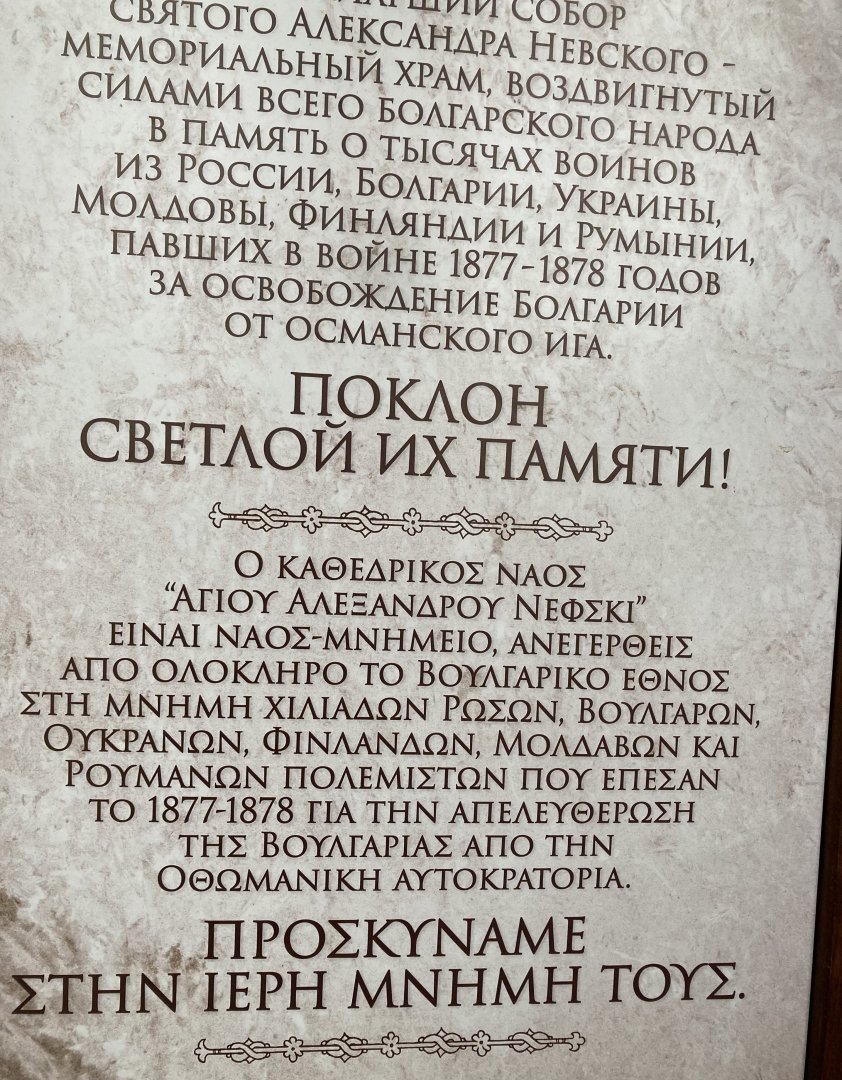 СОБОР
СВЯТОГО АЛЕКСАНДРА НЕВСКОГО -
МЕМОРИАЛЬНЫЙ ХРАМ, ВОЗДВИГНУТЫЙ
СИЛАМИ ВСЕГО БОЛГАРСКОГО НАРОДА
В ПАМЯТЬ О ТЫСЯЧАХ ВОИНОВ
ИЗ РОССИИ, БОЛГАРИИ, УКРАИНЫ,
МОЛДОВЫ, ФИНЛЯНДИИ И РУМЫНИИ,
ПАВШИХ В ВОЙНЕ 1877-1878 ГОДОВ
ЗА ОСВОБОЖДЕНИЕ БОЛГАРИИ
ОТ ОСМАНСКОГО ИГА.
ПОКЛОН
СВЕТЛОЙ ИХ ПАМЯТИ!
Ο ΚΑΘΕΔΡΙΚΟΣ ΝΑΟΣ
“ΑΓΙΟΥ ΑΛΕΞΑΝΔΡΟΥ ΝΕΦΣΚΙ”
ΕΙΝΑΙ ΝΑΟΣ-ΜΝΗΜΕΙΟ, ΑΝΕΓΕΡΘΕΙΣ
ΑΠΟ ΟΛΟΚΛΗΡΟ ΤΟ ΒΟΥΛΓΑΡΙΚΟ ΕΘΝΟΣ
ΣΤΗ ΜΝΗΜΗ ΧΙΛΙΑΔΩΝ ΡΩΣΩΝ, ΒΟΥΛΓΑΡΩΝ,
ΟΥΚΡΑΝΩΝ, ΦΙΝΛΑΝΔΩΝ, ΜΟΛΔΑΒΩΝ ΚΑΙ
ΡΟΥΜΑΝΩΝ ΠΟΛΕΜΙΣΤΩΝ ΠΟΥ ΕΠΕΣΑΝ
ΤΟ 1877-1878 ΓΙΑ ΤΗΝ ΑΠΕΛΕΥΘΕΡΩΣΗ
ΤΗΣ ΒΟΥΛΓΑΡΙΑΣ ΑΠΟ ΤΗΝ
ΟΘΩΜΑΝΙΚΗ ΑΥΤΟΚΡΑΤΟΡΙΑ.
ΠΡΟΣΚΥΝΑΜΕ
ΣΤΗΝ ΙΕΡΗ ΜΝΗΜΗ ΤΟΥΣ.